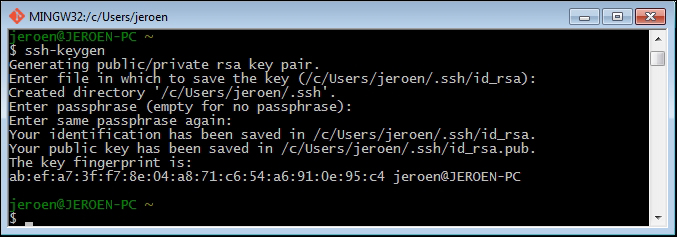 MINGW32:/c/Users/jeroen
jeroen@JEROEN-PC ~
$ ssh-keygen
Generating public/private rsa key pair.
Enter file in which to save the key (/c/Users/jeroen/.ssh/id_rsa):
Created directory '/c/Users/jeroen/.ssh'.
Enter passphrase (empty for no passphrase):
Enter same passphrase again:
Your identification has been saved in /c/Users/jeroen/.ssh/id_rsa.
Your public key has been saved in /c/Users/jeroen/.ssh/id_rsa.pub.
The key fingerprint is:
ab:ef:a7:3f:f7:8e:04:a8:71:c6:54:a6:91:0e:95:c4 jeroen@JEROEN-PC
jeroen@JEROEN-PC ~
$